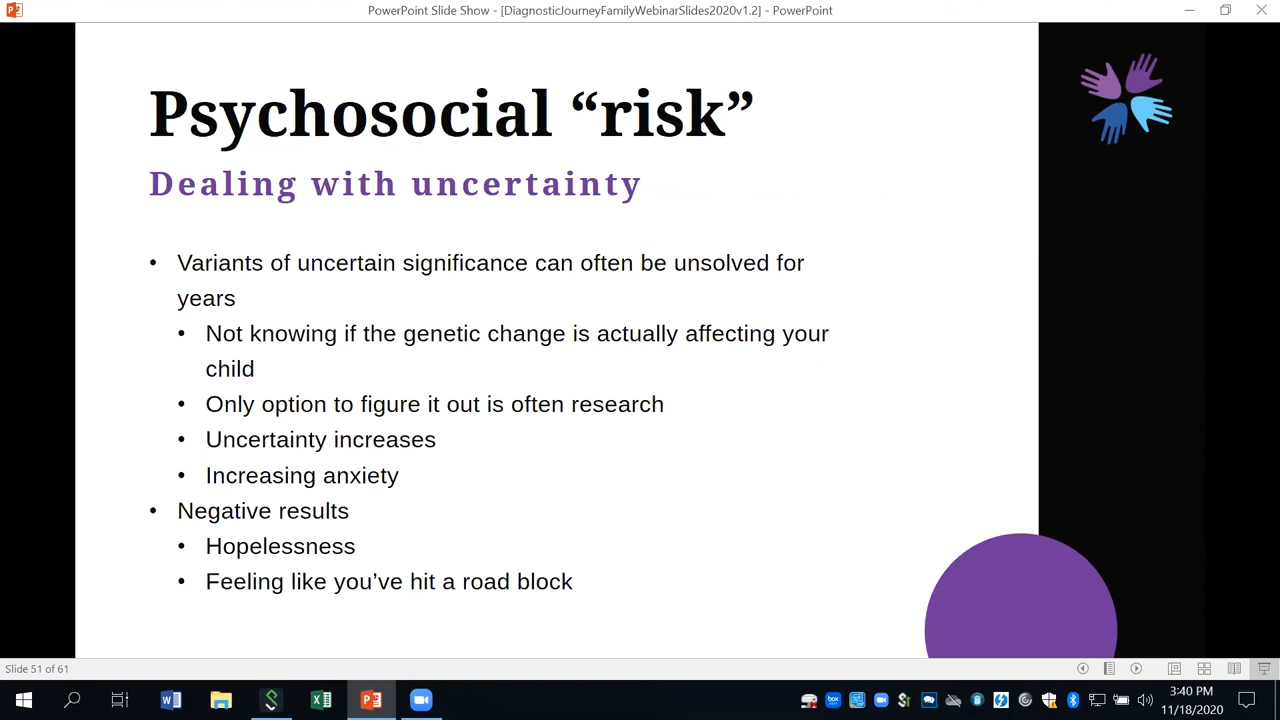 PowerPoint Slide Show - [DiagnosticJourneyFamilyWebinarSlides2020v1.2] - PowerPoint
Psychosocial “risk”
Dealing with uncertainty
• Variants of uncertain significance can often be unsolved for
years
• Not knowing if the genetic change is actually affecting your
child
• Only option to figure it out is often research
• Uncertainty increases
• Increasing anxiety
• Negative results
• Hopelessness
• Feeling like you’ve hit a road block
Slide 51 of 61
3:40 PM
11/18/2020